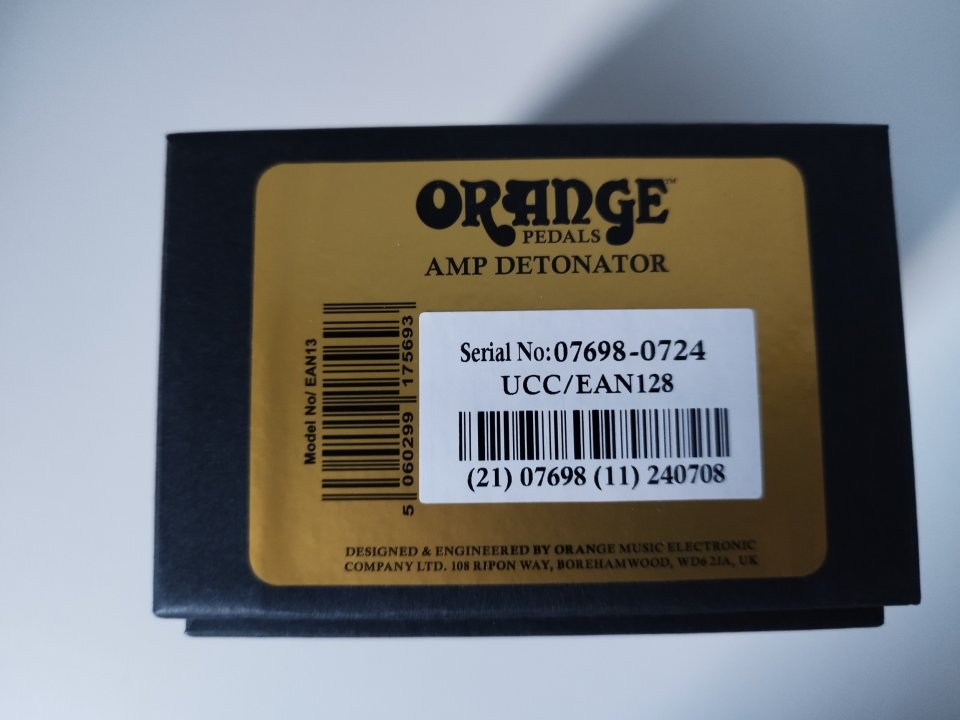 ORANGE™
PEDALS
AMP DETONATOR
Model No/ EAN13
5 060299 175693
Serial No:07698-0724
UCC/EAN128
(21) 07698 (11) 240708
DESIGNED & ENGINEERED BY ORANGE MUSIC ELECTRONIC
COMPANY LTD. 108 RIPON WAY, BOREHAMWOOD, WD6 2JA, UK